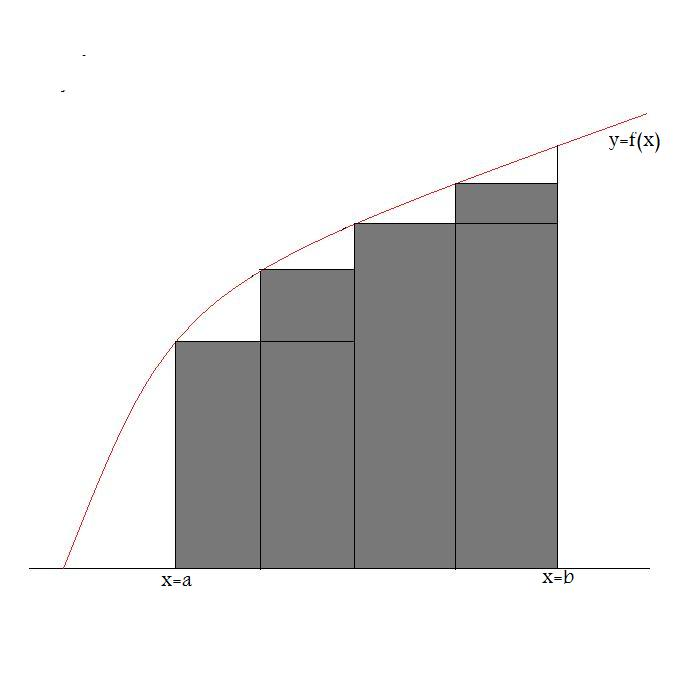 y=f(x)
x=a
x=b